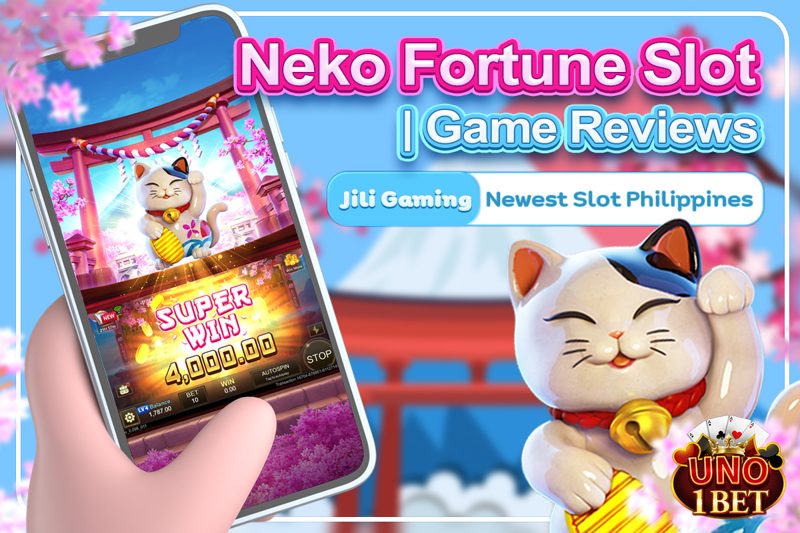 Neko Fortune Slot
| Game Reviews
Jili Gaming
Newest Slot Philippines
NEW
SUPER
WIN
4,000.00
STOP
AUTOSPIN
WIN
0.00
BET
10
LV4 Balance
1,787.00
UNO
1BET